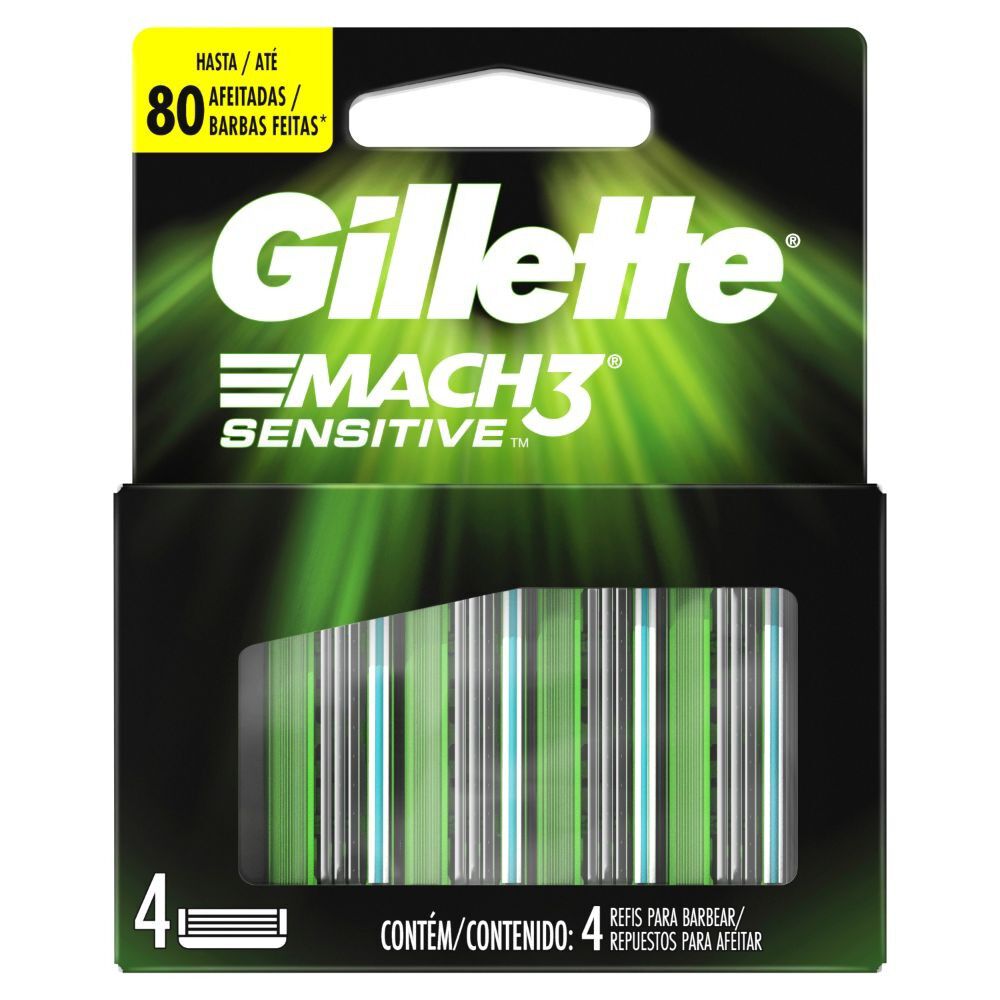 HASTA / ATÉ
80 AFEITADAS /
BARBAS FEITAS*
Gillette®
MACH3®
SENSITIVE™
4
CONTÉM/CONTENIDO: 4 REFIS PARA BARBEAR/
REPUESTOS PARA AFEITAR